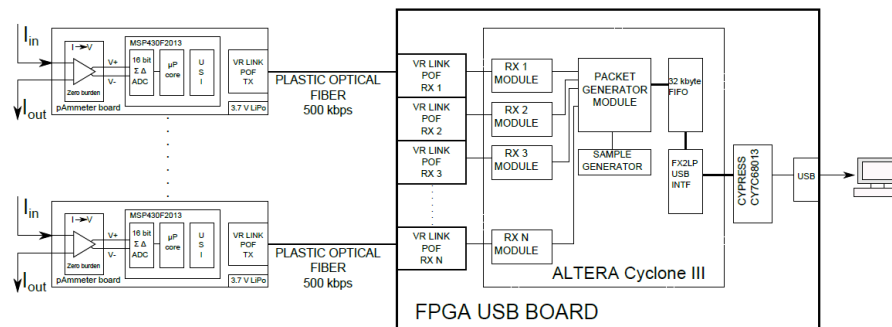 I in
I→V
V+
V-
Zero burden
MSP430F2013
16 bit
Σ Δ
ADC
µP
core
U
S
I
VR LINK
POF
TX
I out
pAmmeter board
3.7 V LiPo
PLASTIC OPTICAL
FIBER
500 kbps
I in
I→V
V+
V-
Zero burden
MSP430F2013
16 bit
Σ Δ
ADC
µP
core
U
S
I
VR LINK
POF
TX
I out
pAmmeter board
3.7 V LiPo
PLASTIC OPTICAL
FIBER
500 kbps
VR LINK
POF
RX 1
VR LINK
POF
RX 2
VR LINK
POF
RX 3
VR LINK
POF
RX N
RX 1
MODULE
RX 2
MODULE
RX 3
MODULE
RX N
MODULE
PACKET
GENERATOR
MODULE
SAMPLE
GENERATOR
32 kbyte
FIFO
FX2LP
USB
INTF
CYPRESS
CY7C68013
USB
ALTERA Cyclone III
FPGA USB BOARD